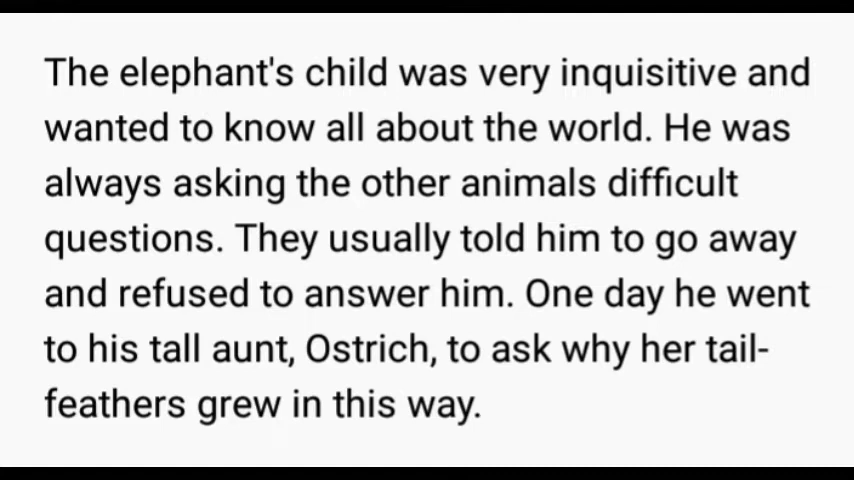 The elephant's child was very inquisitive and
wanted to know all about the world. He was
always asking the other animals difficult
questions. They usually told him to go away
and refused to answer him. One day he went
to his tall aunt, Ostrich, to ask why her tail-
feathers grew in this way.